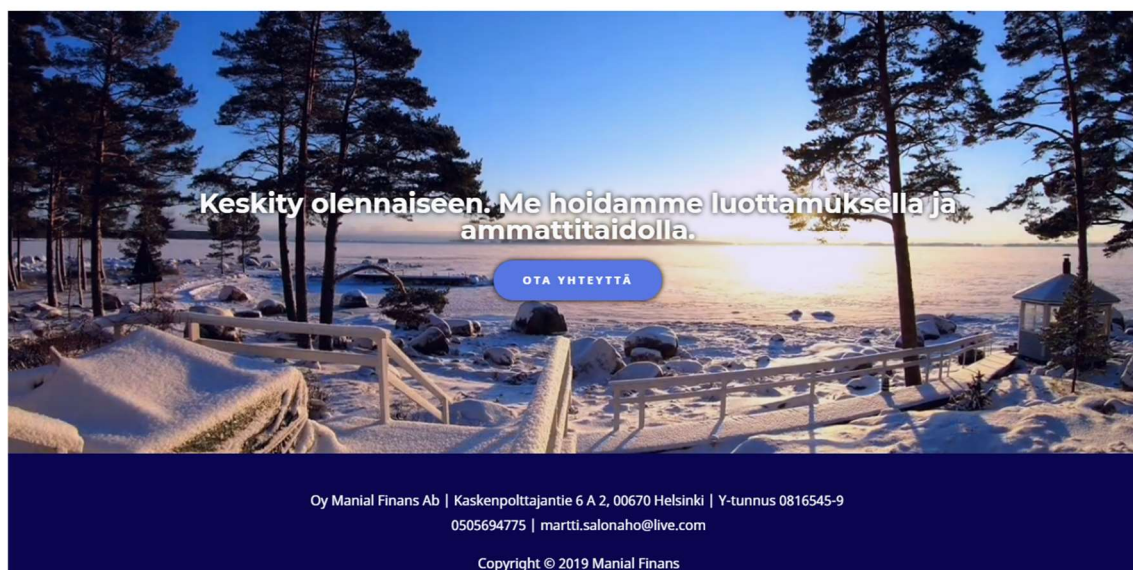 Keskity olennaiseen. Me hoidamme luottamuksella ja
ammattitaidolla.
OTA YHTEYTTÄ
Oy Manial Finans Ab | Kaskenpolttajantie 6 A 2, 00670 Helsinki | Y-tunnus 0816545-9
0505694775 | martti.salonaho@live.com
Copyright © 2019 Manial Finans